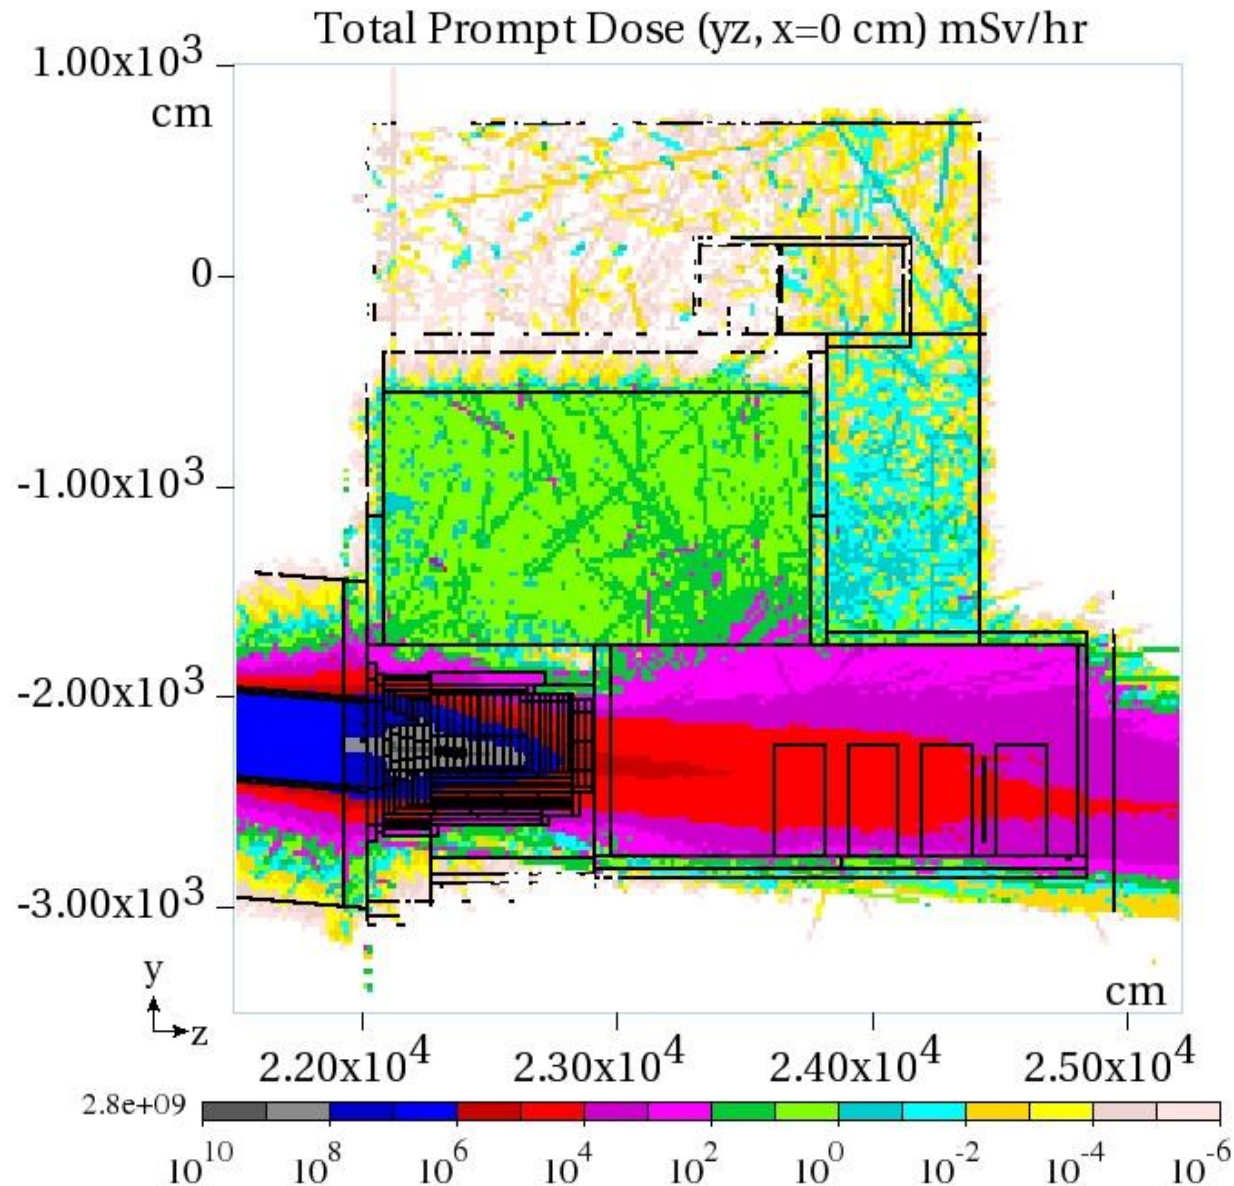 Total Prompt Dose (yz, x=0 cm) mSv/hr
1.00x10³
cm
0
-1.00x10³
-2.00x10³
-3.00x10³
y
z
cm
2.20x10⁴ 2.30x10⁴ 2.40x10⁴ 2.50x10⁴
2.8e+09
10¹⁰ 10⁸ 10⁶ 10⁴ 10² 10⁰ 10⁻² 10⁻⁴ 10⁻⁶